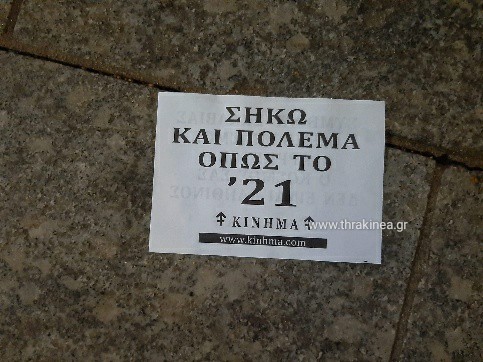 ΣΗΚΩ
ΚΑΙ ΠΟΛΕΜΑ
ΟΠΩΣ ΤΟ
'21
ΚΙΝΗΜΑ
www.kinhma.com
www.thrakinea.gr